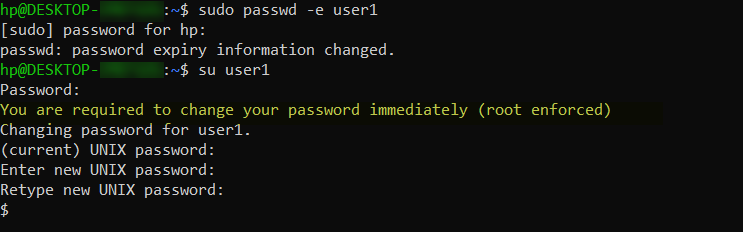 hp@DESKTOP- :~$ sudo passwd -e user1
[sudo] password for hp:
passwd: password expiry information changed.
hp@DESKTOP- :~$ su user1
Password:
You are required to change your password immediately (root enforced)
Changing password for user1.
(current) UNIX password:
Enter new UNIX password:
Retype new UNIX password:
$